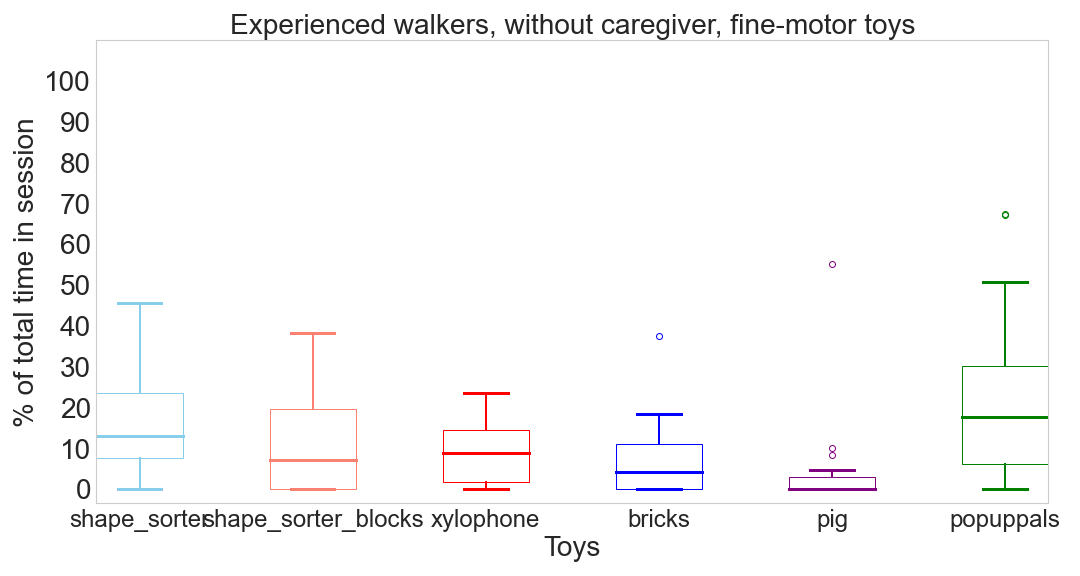 Experienced walkers, without caregiver, fine-motor toys
% of total time in session
100
90
80
70
60
50
40
30
20
10
0
shape_sorter shape_sorter_blocks xylophone bricks pig popuppals
Toys